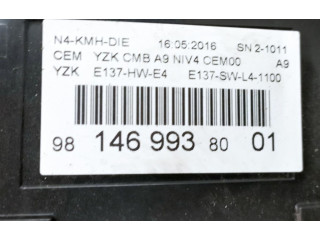 N4-KMH-DIE 16:05:2016 SN 2-1011
CEM YZK CMB A9 NIV4 CEM00 A9
YZK E137-HW-E4 E137-SW-L4-1100
98 146 993 80 01